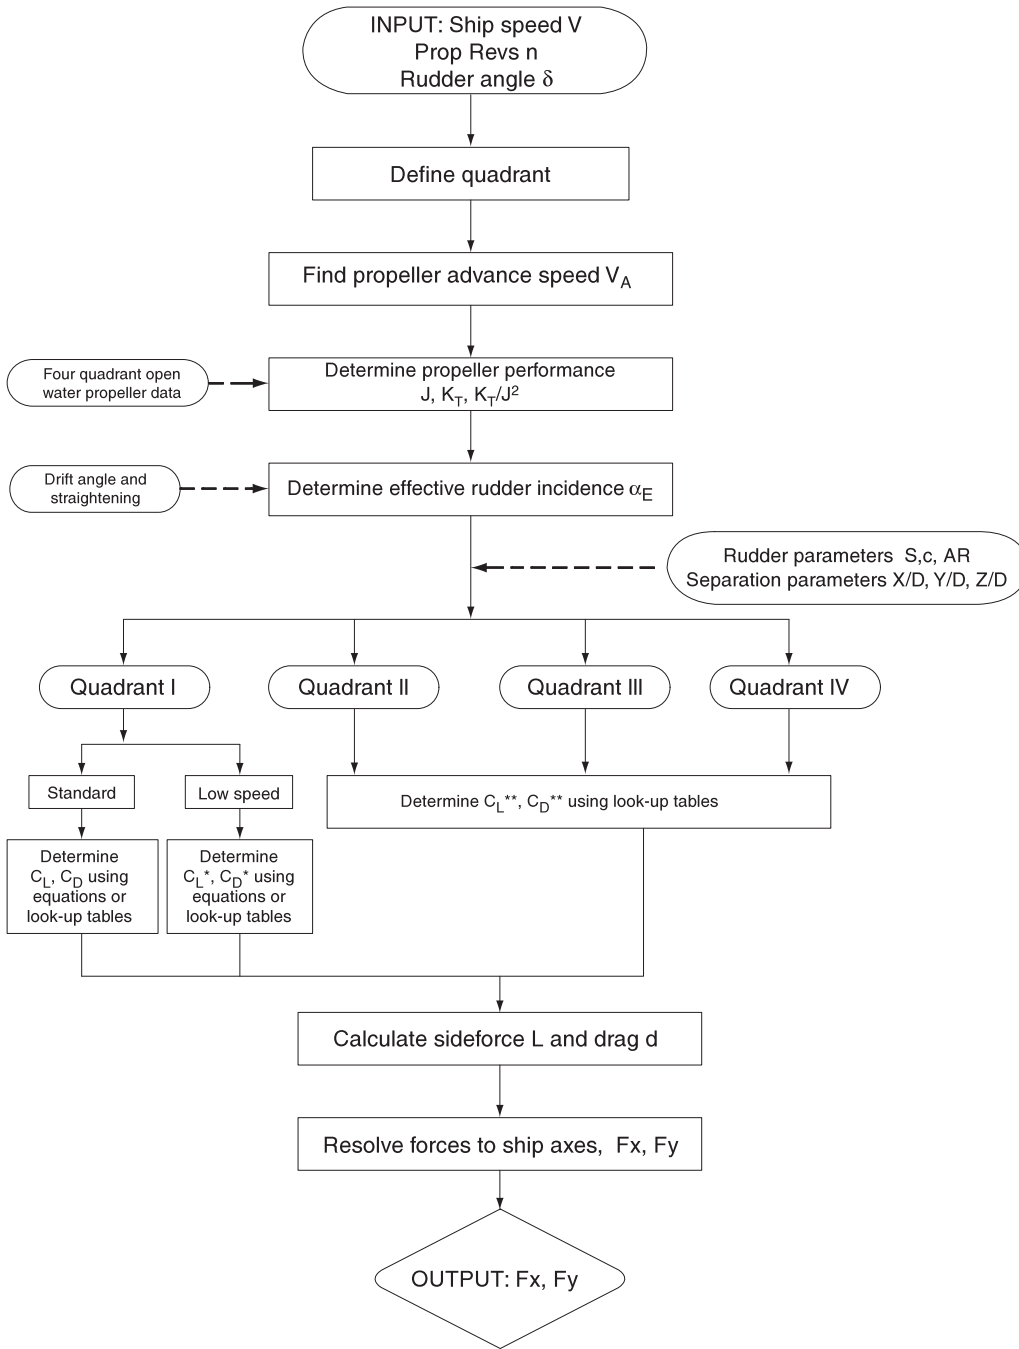 INPUT: Ship speed V
Prop Revs n
Rudder angle δ
Define quadrant
Find propeller advance speed V_A
Four quadrant open
water propeller data
Determine propeller performance
J, K_T, K_T/J²
Drift angle and
straightening
Determine effective rudder incidence α_E
Rudder parameters S,c, AR
Separation parameters X/D, Y/D, Z/D
Quadrant I
Quadrant II
Quadrant III
Quadrant IV
Standard
Low speed
Determine C_L**, C_D** using look-up tables
Determine
C_L, C_D using
equations or
look-up tables
Determine
C_L*, C_D* using
equations or
look-up tables
Calculate sideforce L and drag d
Resolve forces to ship axes, Fx, Fy
OUTPUT: Fx, Fy